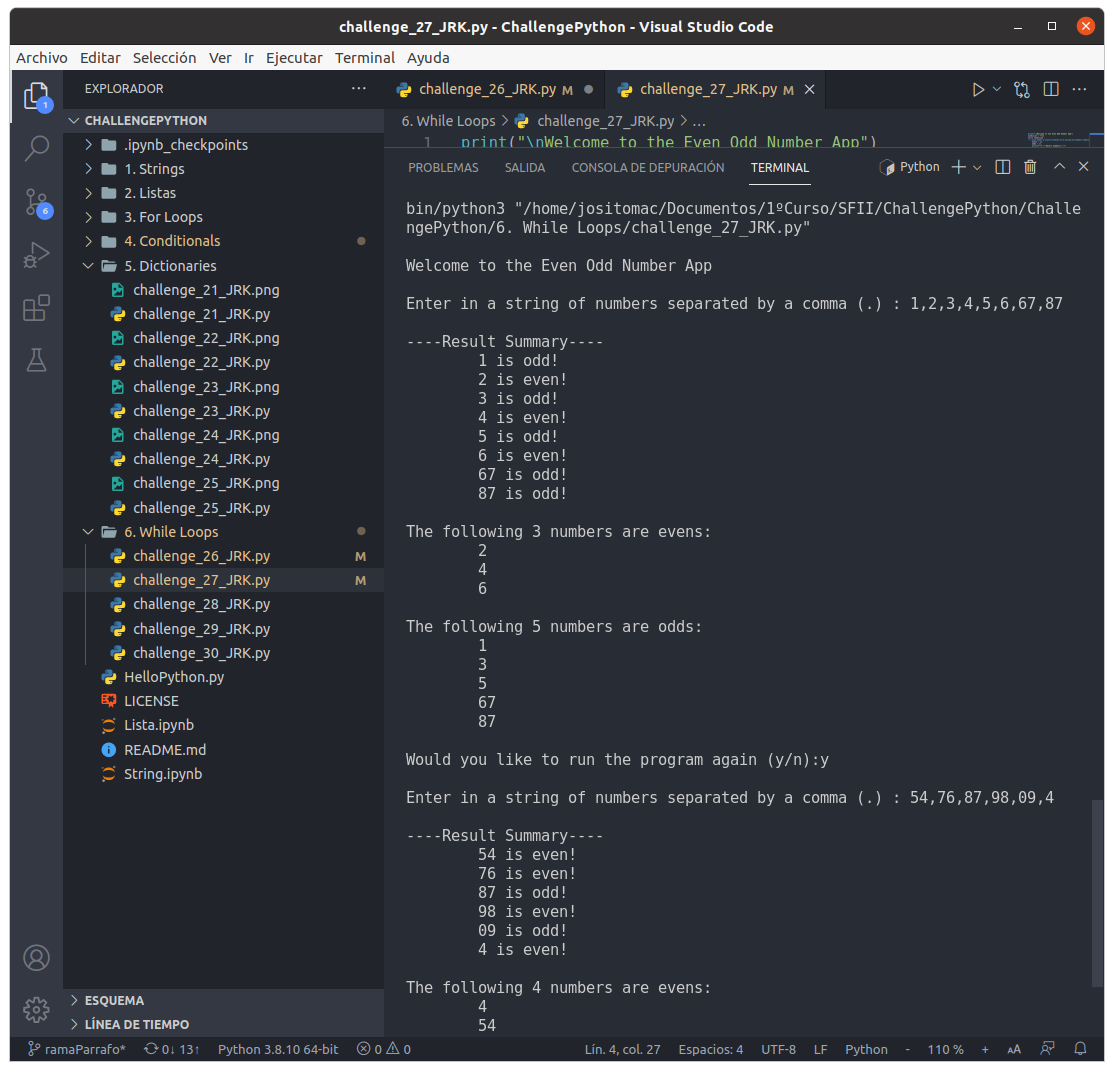 challenge_27_JRK.py - ChallengePython - Visual Studio Code
Archivo Editar Selección Ver Ir Ejecutar Terminal Ayuda
1
6
EXPLORADOR
CHALLENGEPYTHON
.ipynb_checkpoints
1. Strings
2. Listas
3. For Loops
4. Conditionals
5. Dictionaries
challenge_21_JRK.png
challenge_21_JRK.py
challenge_22_JRK.png
challenge_22_JRK.py
challenge_23_JRK.png
challenge_23_JRK.py
challenge_24_JRK.png
challenge_24_JRK.py
challenge_25_JRK.png
challenge_25_JRK.py
6. While Loops
challenge_26_JRK.py M
challenge_27_JRK.py M
challenge_28_JRK.py
challenge_29_JRK.py
challenge_30_JRK.py
HelloPython.py
LICENSE
Lista.ipynb
README.md
String.ipynb
ESQUEMA
LÍNEA DE TIEMPO
challenge_26_JRK.py M challenge_27_JRK.py M
6. While Loops > challenge_27_JRK.py > ...
1 print("\nWelcome to the Even Odd Number App")
PROBLEMAS SALIDA CONSOLA DE DEPURACIÓN TERMINAL Python
bin/python3 "/home/jositomac/Documentos/1ºCurso/SFII/ChallengePython/Challe
ngePython/6. While Loops/challenge_27_JRK.py"
Welcome to the Even Odd Number App
Enter in a string of numbers separated by a comma (.) : 1,2,3,4,5,6,67,87
----Result Summary----
1 is odd!
2 is even!
3 is odd!
4 is even!
5 is odd!
6 is even!
67 is odd!
87 is odd!
The following 3 numbers are evens:
2
4
6
The following 5 numbers are odds:
1
3
5
67
87
Would you like to run the program again (y/n):y
Enter in a string of numbers separated by a comma (.) : 54,76,87,98,09,4
----Result Summary----
54 is even!
76 is even!
87 is odd!
98 is even!
09 is odd!
4 is even!
The following 4 numbers are evens:
4
54
ramaParrafo* 0↓ 13↑ Python 3.8.10 64-bit 0 0 Lín. 4, col. 27 Espacios: 4 UTF-8 LF Python - 110 % + AA